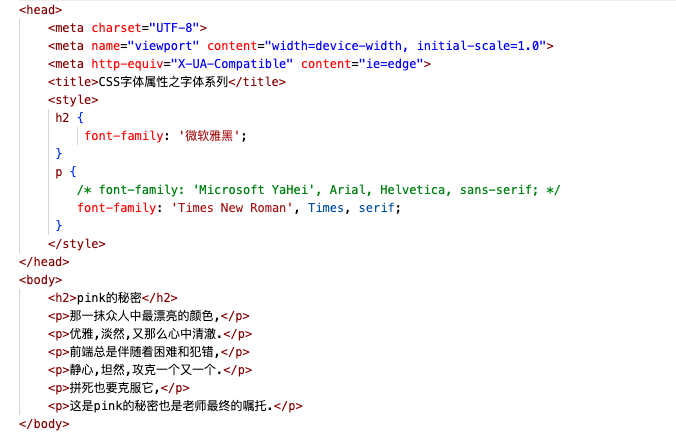 <head>
<meta charset="UTF-8">
<meta name="viewport" content="width=device-width, initial-scale=1.0">
<meta http-equiv="X-UA-Compatible" content="ie=edge">
<title>CSS字体属性之字体系列</title>
<style>
h2 {
font-family: '微软雅黑';
}
p {
/* font-family: 'Microsoft YaHei', Arial, Helvetica, sans-serif; */
font-family: 'Times New Roman', Times, serif;
}
</style>
</head>
<body>
<h2>pink的秘密</h2>
<p>那一抹众人中最漂亮的颜色,</p>
<p>优雅,淡然,又那么心中清澈.</p>
<p>前端总是伴随着困难和犯错,</p>
<p>静心,坦然,攻克一个又一个.</p>
<p>拼死也要克服它,</p>
<p>这是pink的秘密也是老师最终的嘱托.</p>
</body>